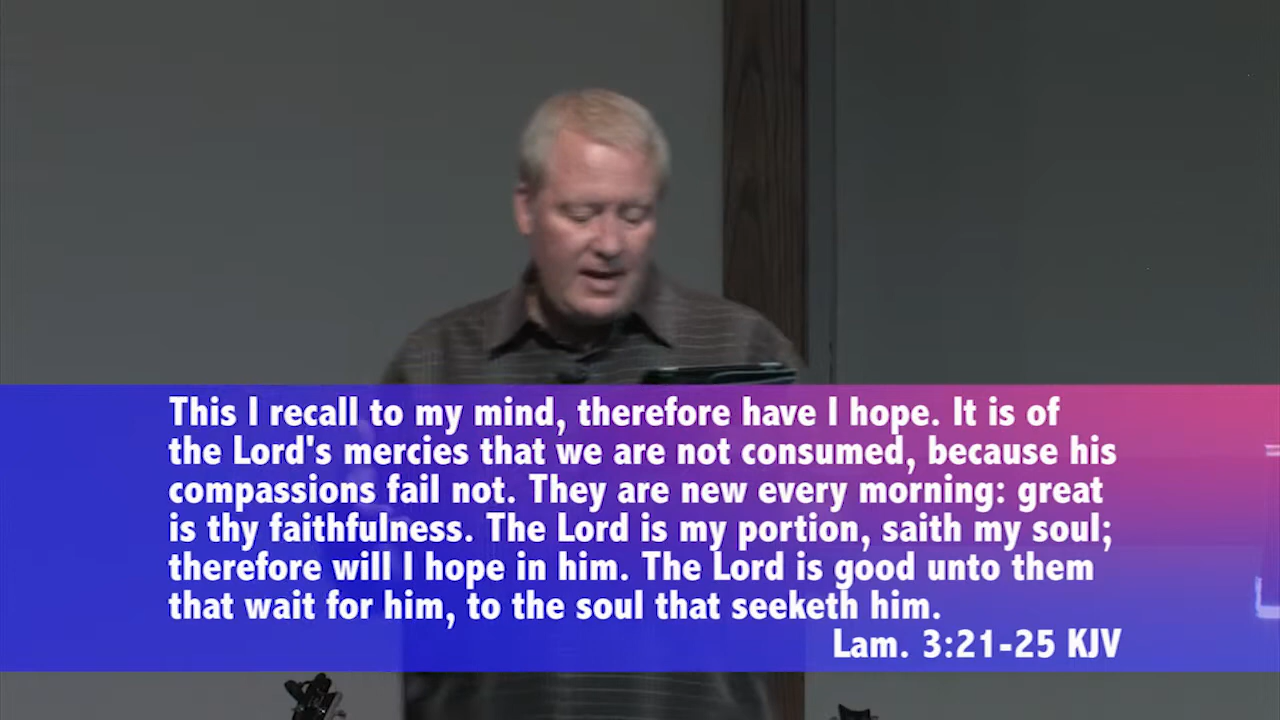 This I recall to my mind, therefore have I hope. It is of
the Lord's mercies that we are not consumed, because his
compassions fail not. They are new every morning: great
is thy faithfulness. The Lord is my portion, saith my soul;
therefore will I hope in him. The Lord is good unto them
that wait for him, to the soul that seeketh him.
Lam. 3:21-25 KJV